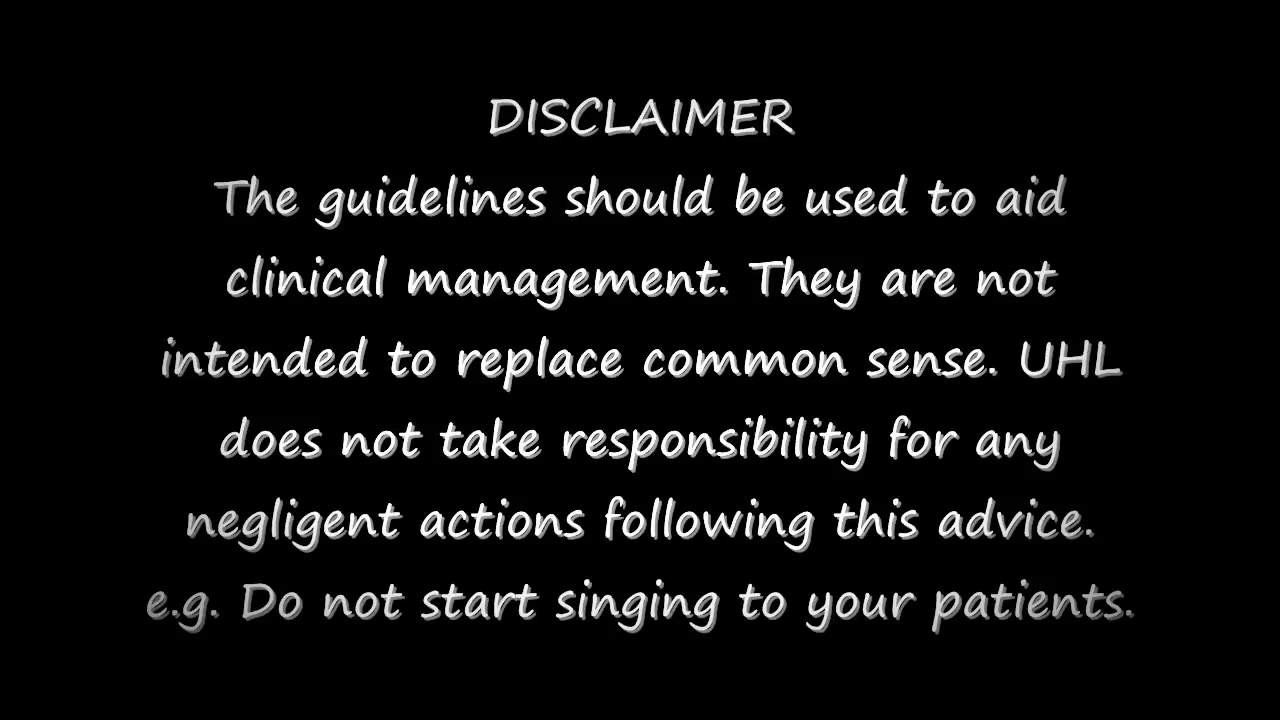 DISCLAIMER
The guidelines should be used to aid
clinical management. They are not
intended to replace common sense. UHL
does not take responsibility for any
negligent actions following this advice.
e.g. Do not start singing to your patients.